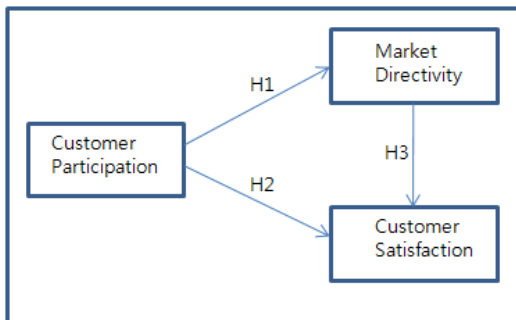 Market
Directivity
H1
Customer
Participation
H3
H2
Customer
Satisfaction